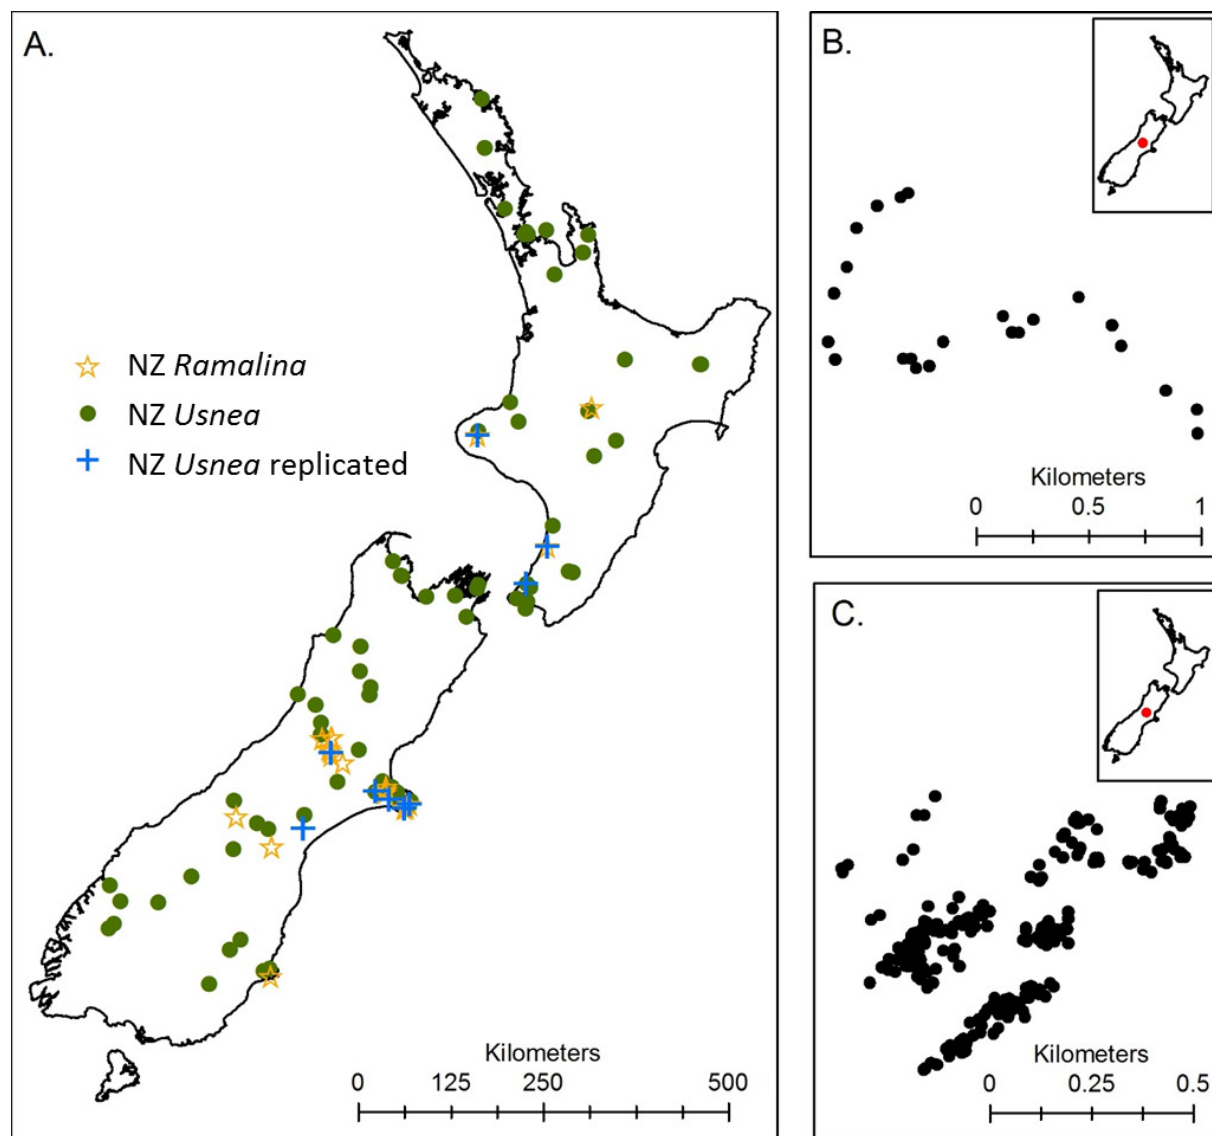 A.
NZ Ramalina
NZ Usnea
NZ Usnea replicated
Kilometers
0 125 250 500
B.
Kilometers
0 0.5 1
C.
Kilometers
0 0.25 0.5